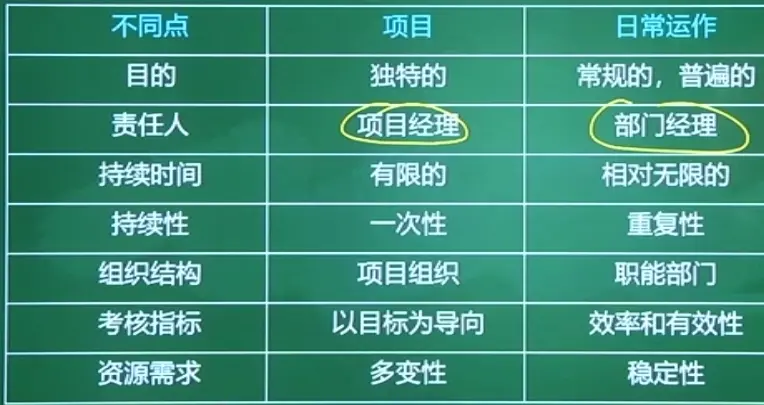 不同点 项目 日常运作
目的 独特的 常规的，普遍的
责任人 项目经理 部门经理
持续时间 有限的 相对无限的
持续性 一次性 重复性
组织结构 项目组织 职能部门
考核指标 以目标为导向 效率和有效性
资源需求 多变性 稳定性